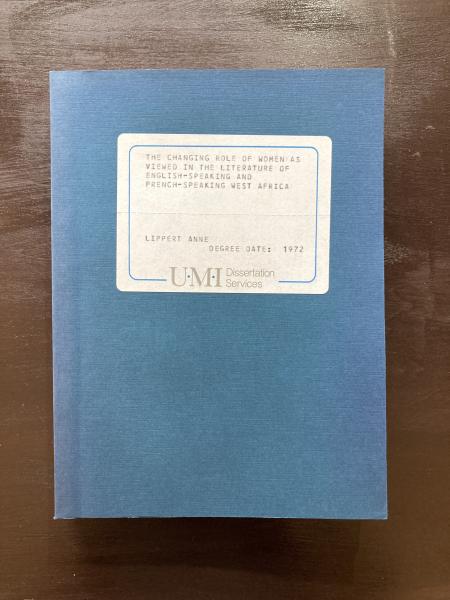 THE CHANGING ROLE OF WOMEN AS
VIEWED IN THE LITERATURE OF
ENGLISH-SPEAKING AND
FRENCH-SPEAKING WEST AFRICA
LIPPERT ANNE
DEGREE DATE: 1972
U·M·I Dissertation
Services